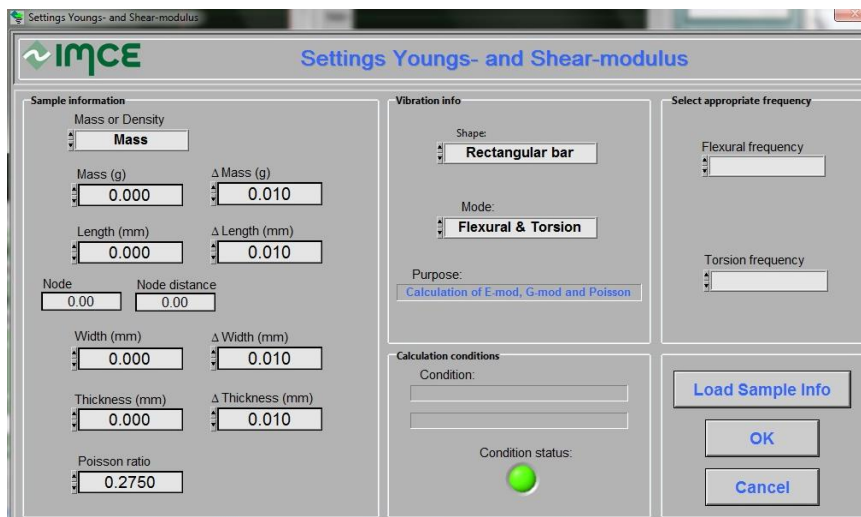 Settings Youngs- and Shear-modulus
IMCE
Settings Youngs- and Shear-modulus
Sample information
Mass or Density
Mass
Mass (g)
Δ Mass (g)
0.000
0.010
Length (mm)
Δ Length (mm)
0.000
0.010
Node
Node distance
0.00
0.00
Width (mm)
Δ Width (mm)
0.000
0.010
Thickness (mm)
Δ Thickness (mm)
0.000
0.010
Poisson ratio
0.2750
Vibration info
Shape:
Rectangular bar
Mode:
Flexural & Torsion
Purpose:
Calculation of E-mod, G-mod and Poisson
Calculation conditions
Condition:
Condition status:
Select appropriate frequency
Flexural frequency
Torsion frequency
Load Sample Info
OK
Cancel